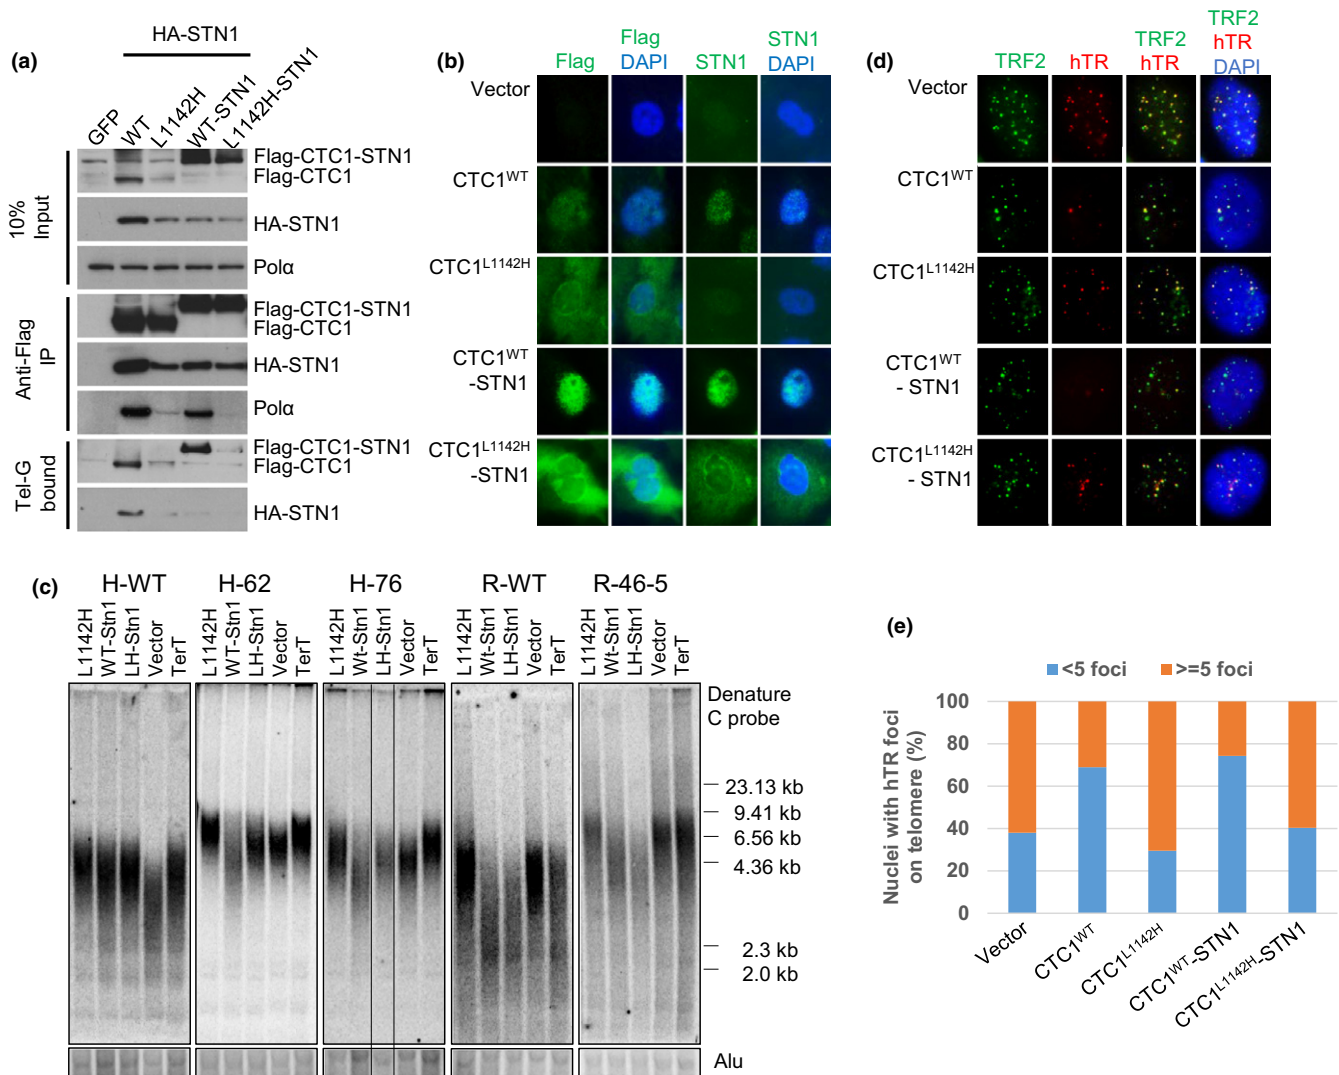 (a)
HA-STN1
GFP
WT
L1142H
WT-STN1
L1142H-STN1
10%
Input
Flag-CTC1-STN1
Flag-CTC1
HA-STN1
Polα
Anti-Flag
IP
Flag-CTC1-STN1
Flag-CTC1
HA-STN1
Polα
Tel-G
bound
Flag-CTC1-STN1
Flag-CTC1
HA-STN1
(b)
Flag
Flag
DAPI
STN1
STN1
DAPI
Vector
CTC1WT
CTC1L1142H
CTC1WT
-STN1
CTC1L1142H
-STN1
(d)
TRF2
hTR
TRF2
hTR
TRF2
hTR
DAPI
Vector
CTC1WT
CTC1L1142H
CTC1WT
- STN1
CTC1L1142H
- STN1
(c)
H-WT
H-62
H-76
R-WT
R-46-5
L1142H
WT-Stn1
LH-Stn1
Vector
TerT
L1142H
WT-Stn1
LH-Stn1
Vector
TerT
L1142H
Wt-Stn1
LH-Stn1
Vector
TerT
L1142H
Wt-Stn1
LH-Stn1
Vector
TerT
L1142H
Wt-Stn1
LH-Stn1
Vector
TerT
Denature
C probe
23.13 kb
9.41 kb
6.56 kb
4.36 kb
2.3 kb
2.0 kb
Alu
(e)
<5 foci
>=5 foci
Nuclei with hTR foci
on telomere (%)
100
80
60
40
20
0
Vector
CTC1WT
CTC1L1142H
CTC1WT-STN1
CTC1L1142H-STN1